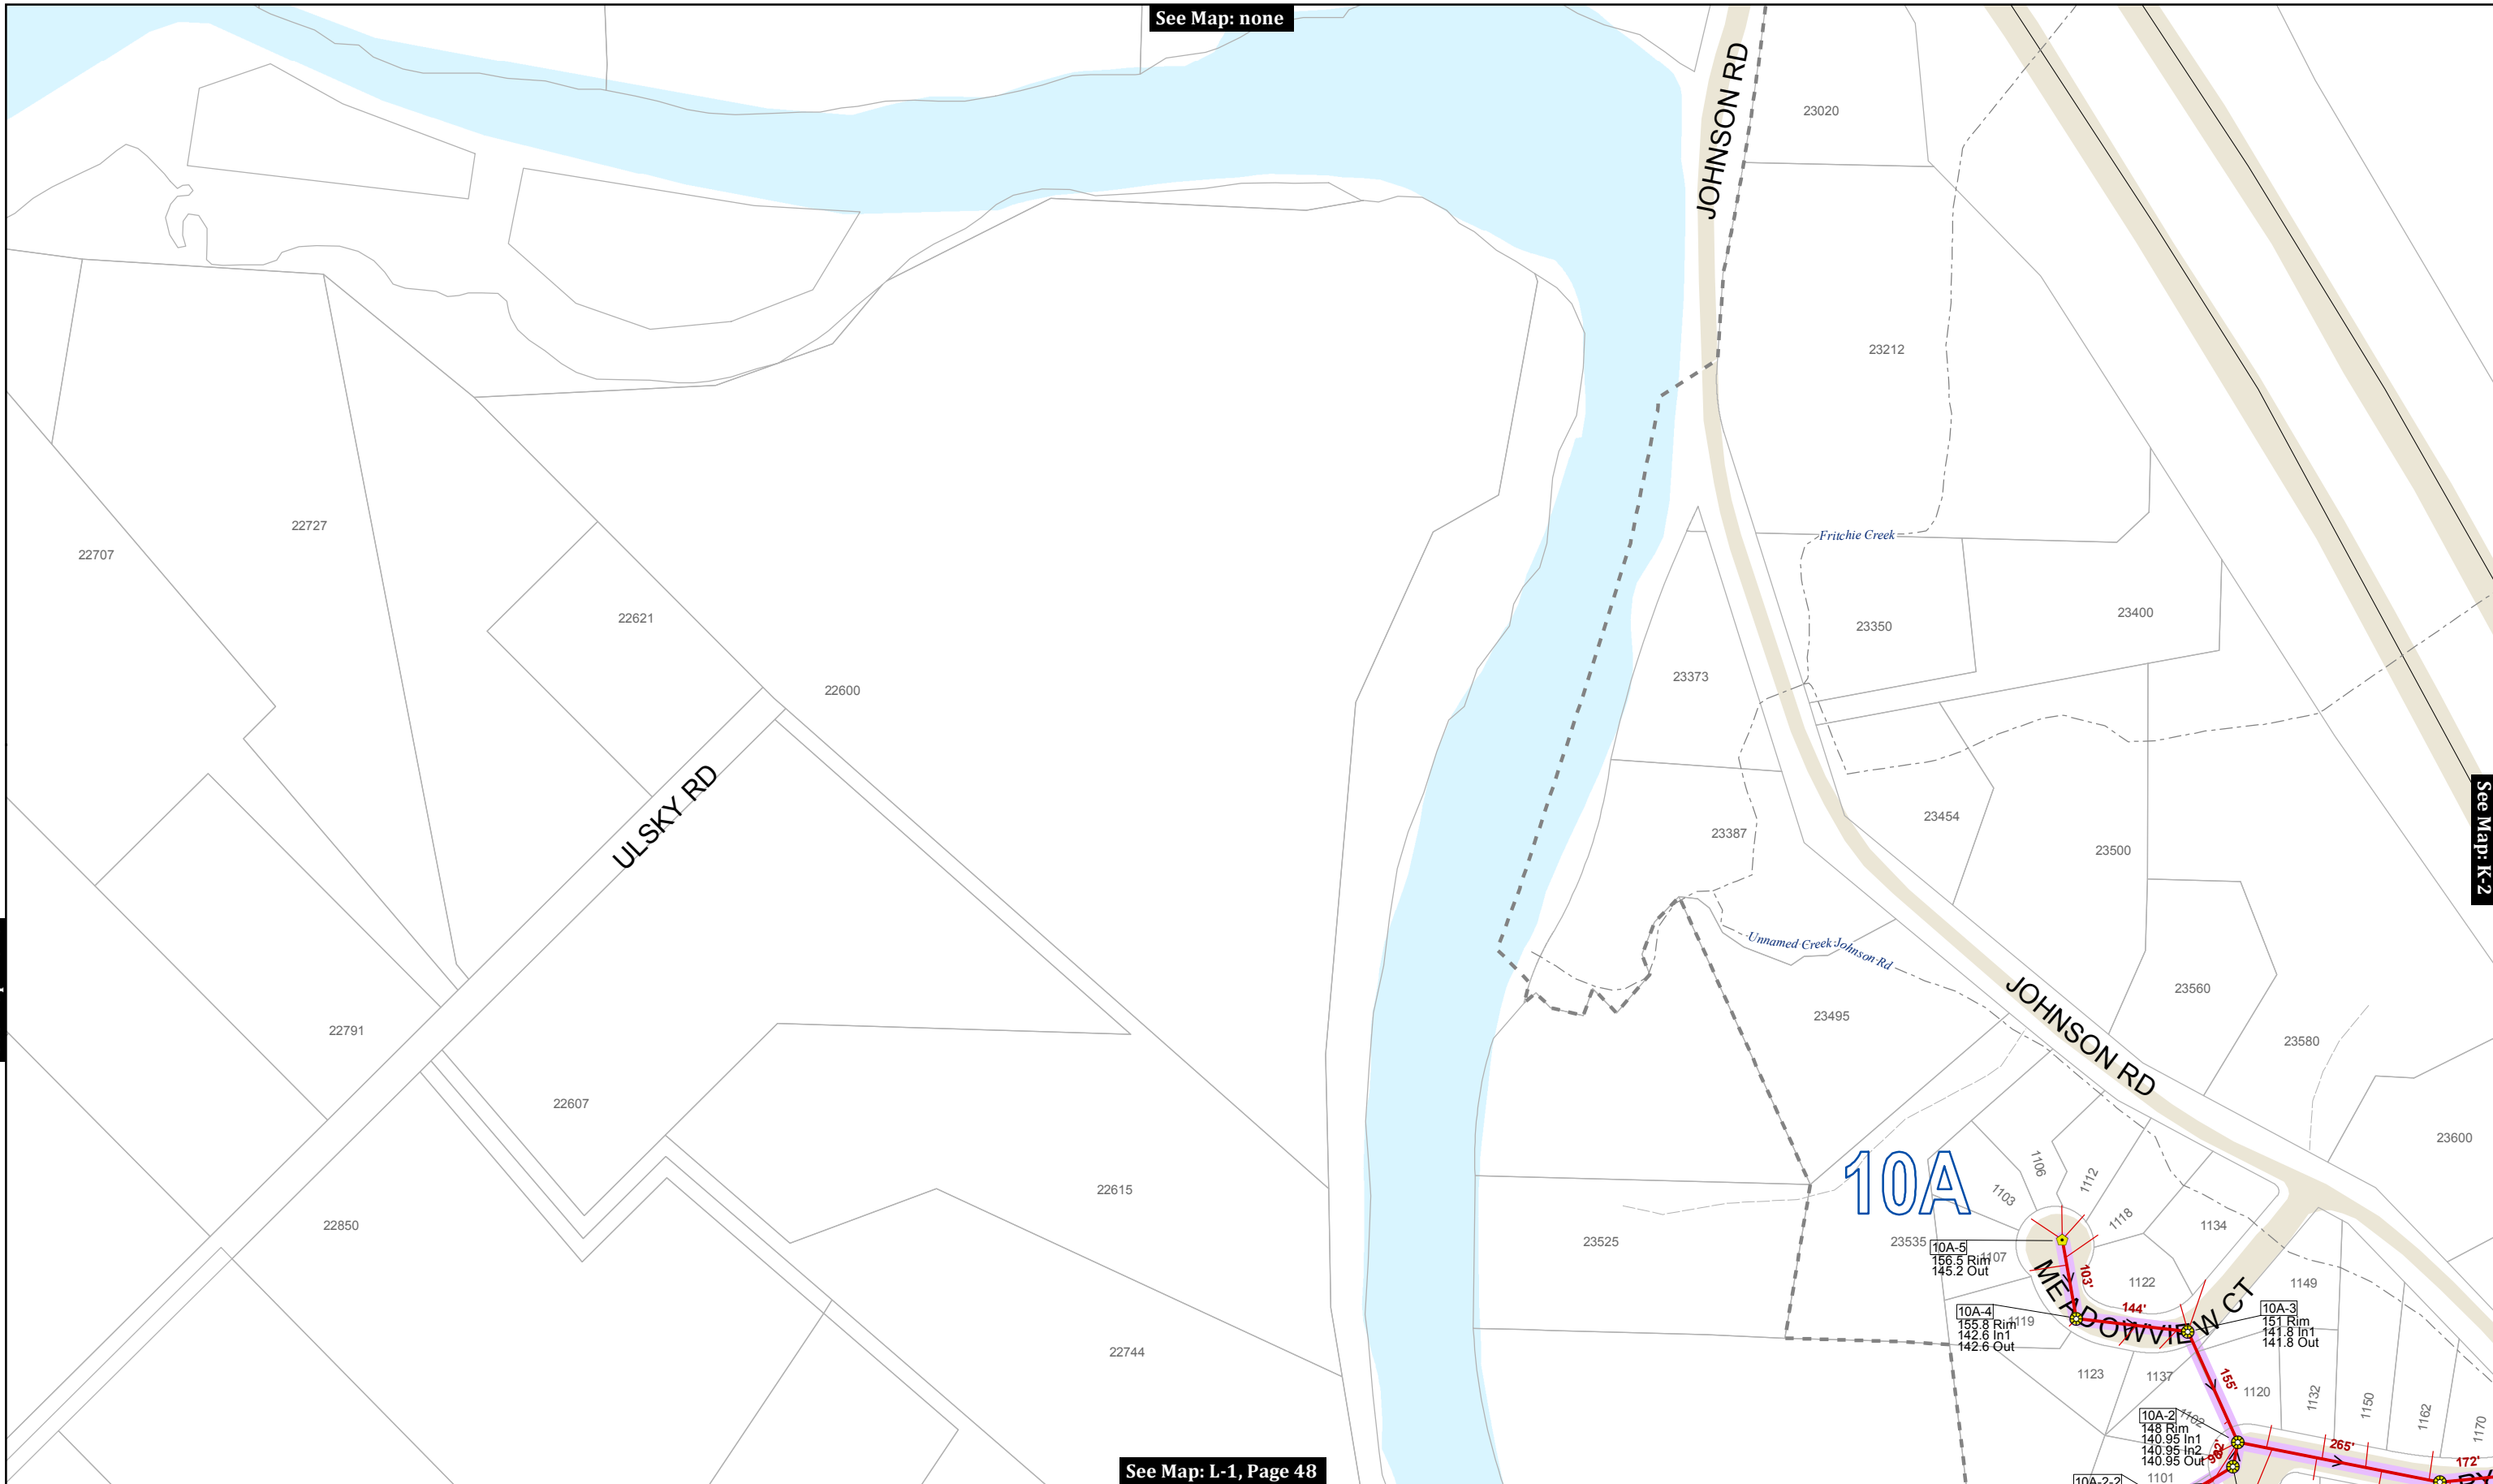 See Map: none
JOHNSON RD
23020
23212
22727
22707
Fritchie Creek
22621
23350
23400
22600
23373
ULSKY RD
23387
23454
23500
See Map: K-2
Unnamed Creek Johnson Rd
23495
23560
JOHNSON RD
22791
23580
22607
23600
10A
1106
1103
1112
22615
1118
22850
1134
23525
23535
10A-5
156.5 Rim
145.2 Out
1107
103'
MEADOWVIEW CT
1122
1149
10A-4
155.8 Rim
142.6 In1
142.6 Out
1119
144'
10A-3
151 Rim
141.8 In1
141.8 Out
22744
1123
1137
155'
1120
1132
1150
1162
1170
10A-2
148 Rim
140.95 In1
140.95 In2
140.95 Out
1102
265'
172'
1101
10A-2-2
See Map: L-1, Page 48